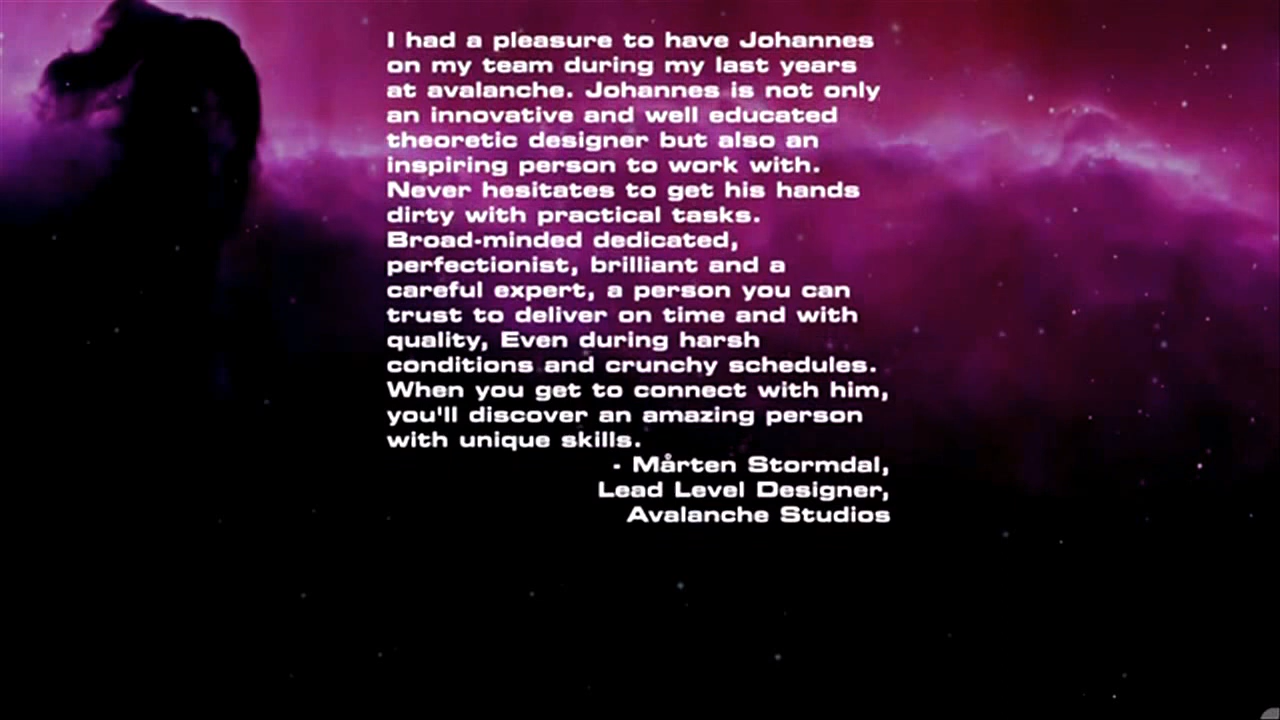 I had a pleasure to have Johannes
on my team during my last years
at avalanche. Johannes is not only
an innovative and well educated
theoretic designer but also an
inspiring person to work with.
Never hesitates to get his hands
dirty with practical tasks.
Broad-minded dedicated,
perfectionist, brilliant and a
careful expert, a person you can
trust to deliver on time and with
quality, Even during harsh
conditions and crunchy schedules.
When you get to connect with him,
you'll discover an amazing person
with unique skills.
- Mårten Stormdal,
Lead Level Designer,
Avalanche Studios